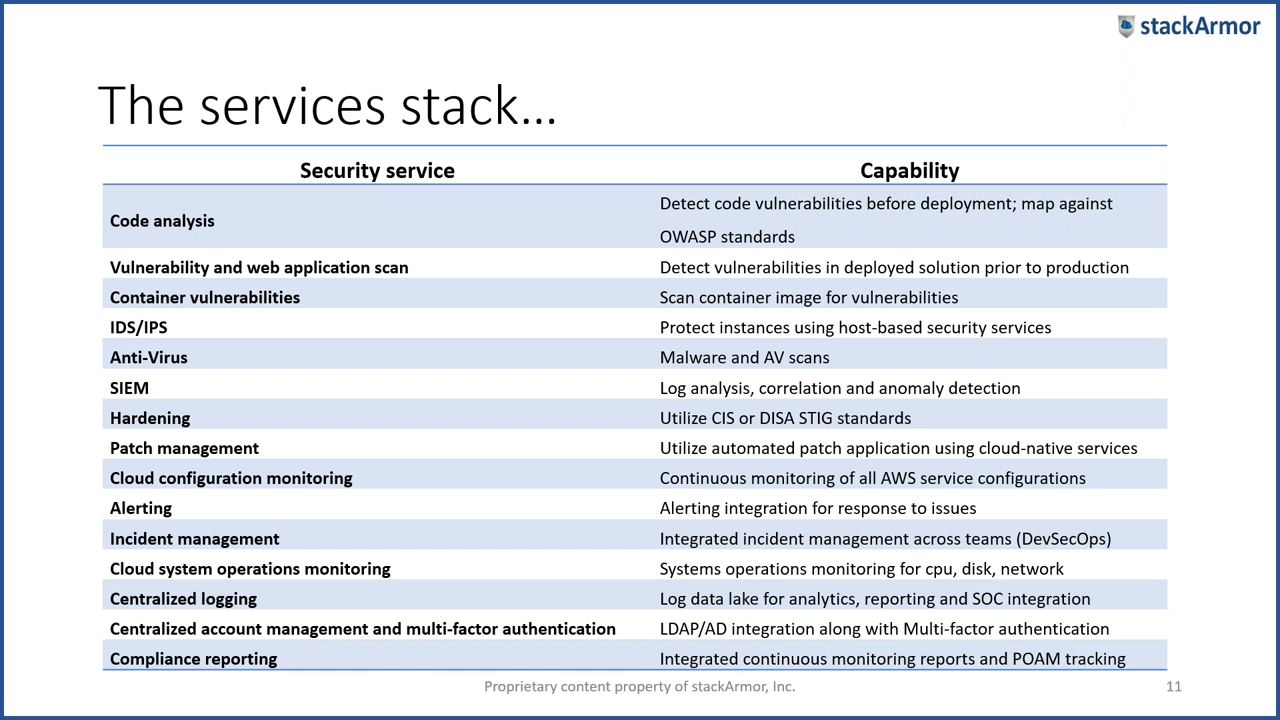 stackArmor
The services stack...
Security service Capability
Code analysis Detect code vulnerabilities before deployment; map against
OWASP standards
Vulnerability and web application scan Detect vulnerabilities in deployed solution prior to production
Container vulnerabilities Scan container image for vulnerabilities
IDS/IPS Protect instances using host-based security services
Anti-Virus Malware and AV scans
SIEM Log analysis, correlation and anomaly detection
Hardening Utilize CIS or DISA STIG standards
Patch management Utilize automated patch application using cloud-native services
Cloud configuration monitoring Continuous monitoring of all AWS service configurations
Alerting Alerting integration for response to issues
Incident management Integrated incident management across teams (DevSecOps)
Cloud system operations monitoring Systems operations monitoring for cpu, disk, network
Centralized logging Log data lake for analytics, reporting and SOC integration
Centralized account management and multi-factor authentication LDAP/AD integration along with Multi-factor authentication
Compliance reporting Integrated continuous monitoring reports and POAM tracking
Proprietary content property of stackArmor, Inc. 11